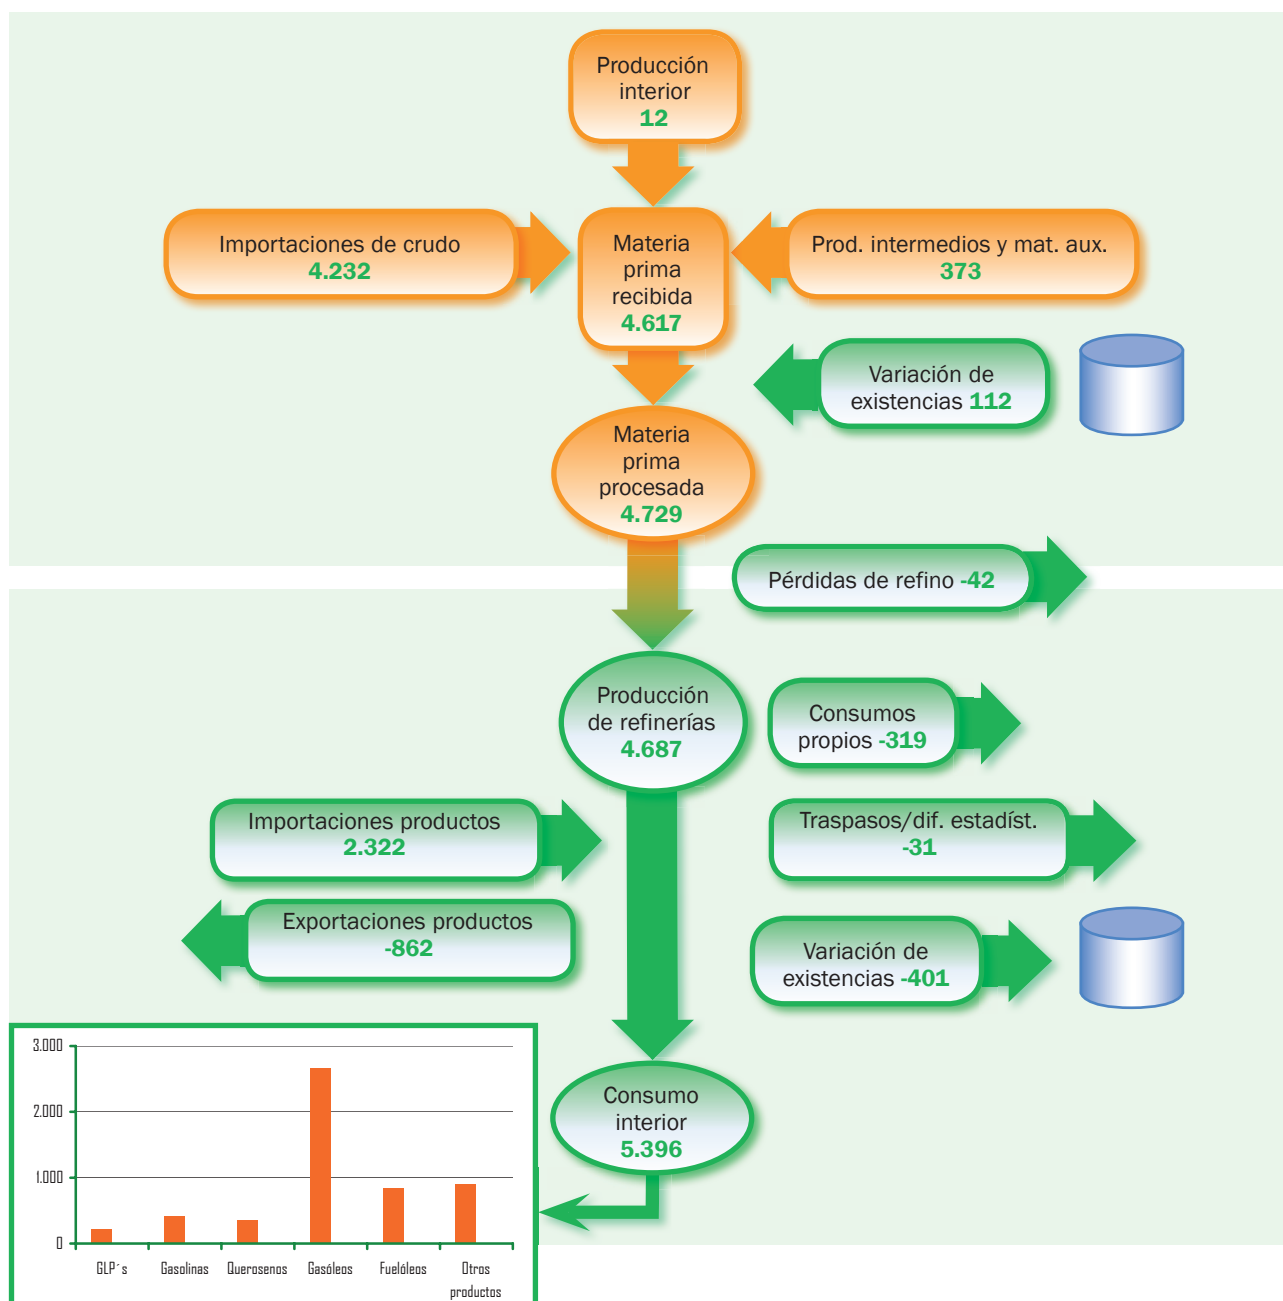 Producción
interior
12
Importaciones de crudo
4.232
Materia
prima
recibida
4.617
Prod. intermedios y mat. aux.
373
Variación de
existencias 112
Materia
prima
procesada
4.729
Pérdidas de refino -42
Producción
de refinerías
4.687
Consumos
propios -319
Importaciones productos
2.322
Traspasos/dif. estadíst.
-31
Exportaciones productos
-862
Variación de
existencias -401
Consumo
interior
5.396
3.000
2.000
1.000
0
GLP´s
Gasolinas
Querosenos
Gasóleos
Fuelóleos
Otros
productos